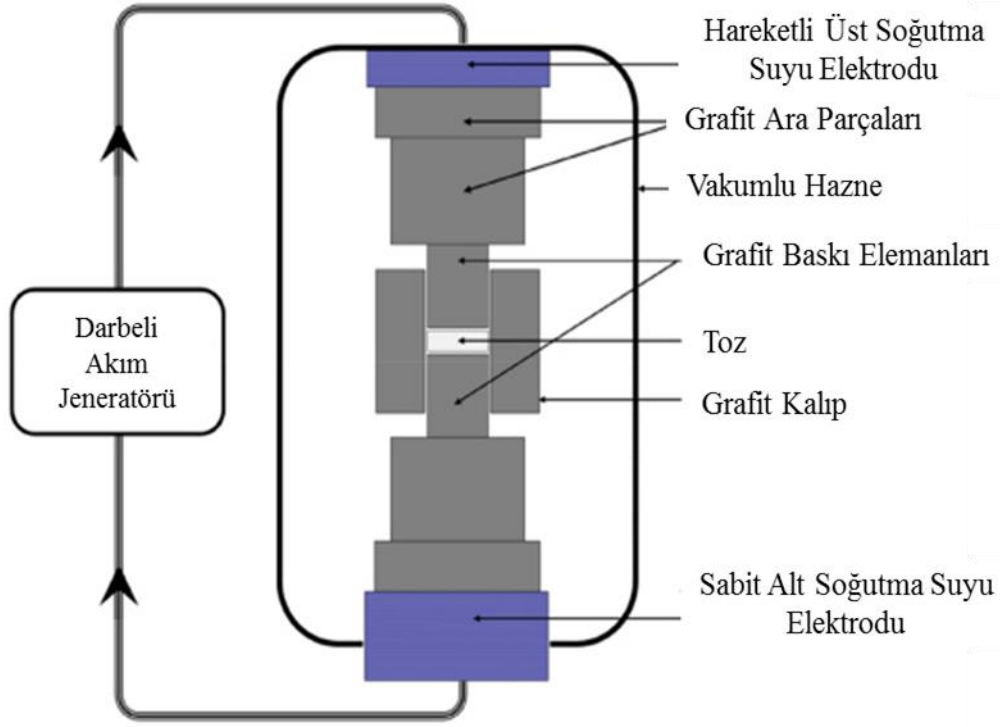 Hareketli Üst Soğutma
Suyu Elektrodu
Grafit Ara Parçaları
Vakumlu Hazne
Grafit Baskı Elemanları
Toz
Grafit Kalıp
Sabit Alt Soğutma Suyu
Elektrodu
Darbeli
Akım
Jeneratörü